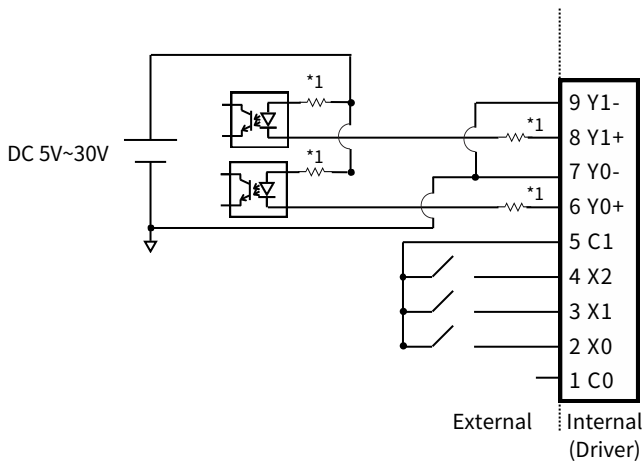 *1
9 Y1-
*1
8 Y1+
DC 5V~30V
*1
7 Y0-
*1
6 Y0+
5 C1
4 X2
3 X1
2 X0
1 C0
External
Internal
(Driver)